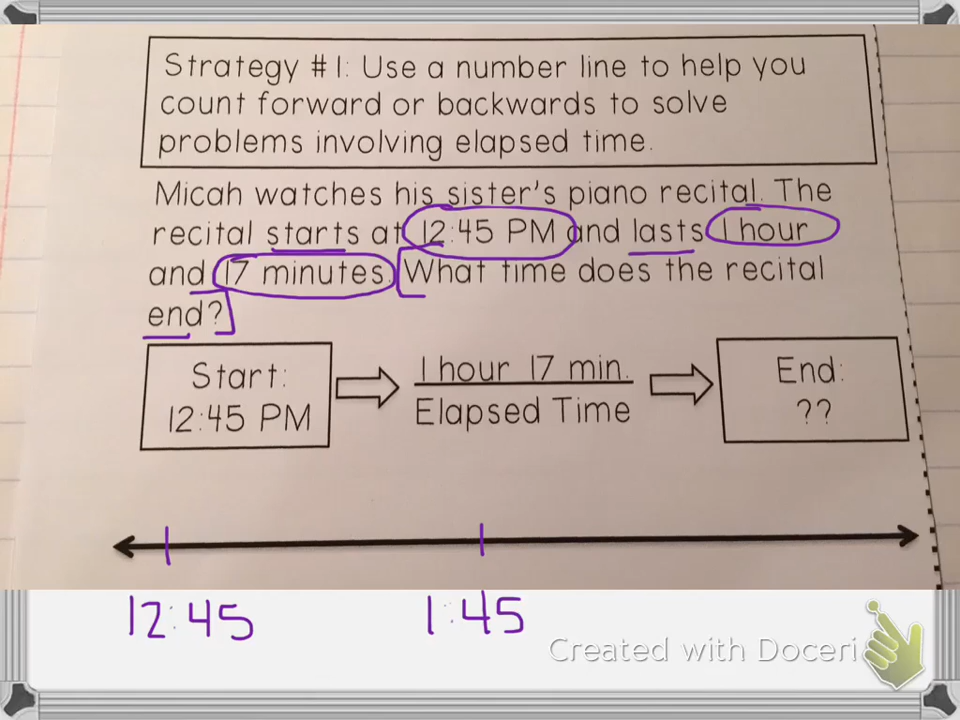 Strategy #1: Use a number line to help you
count forward or backwards to solve
problems involving elapsed time.
Micah watches his sister's piano recital. The
recital starts at 12:45 PM and lasts 1 hour
and 17 minutes. What time does the recital
end?
Start:
12:45 PM
1 hour 17 min.
Elapsed Time
End:
??
12:45
1:45
Created with Doceri